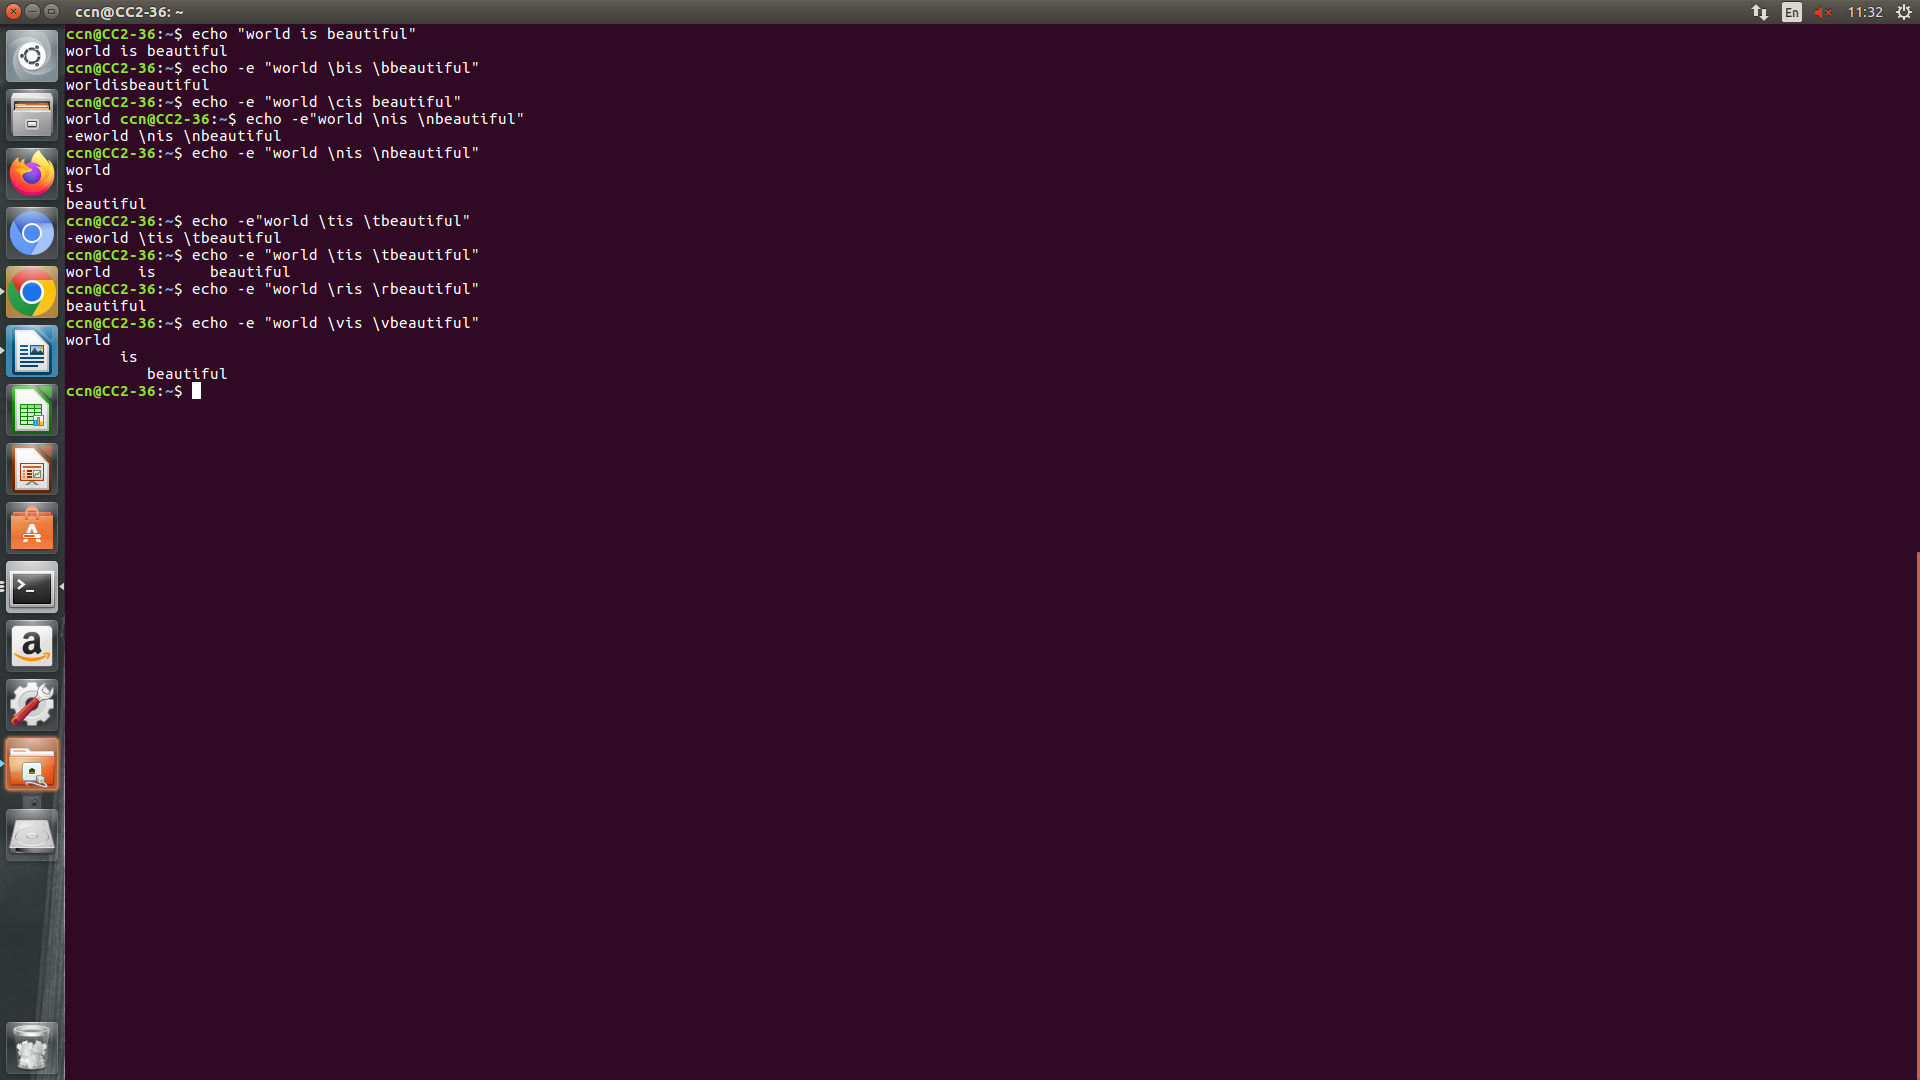 ccn@CC2-36: ~
En
11:32
ccn@CC2-36:~$ echo "world is beautiful"
world is beautiful
ccn@CC2-36:~$ echo -e "world \bis \bbeautiful"
worldisbeautiful
ccn@CC2-36:~$ echo -e "world \cis beautiful"
world ccn@CC2-36:~$ echo -e"world \nis \nbeautiful"
-eworld \nis \nbeautiful
ccn@CC2-36:~$ echo -e "world \nis \nbeautiful"
world
is
beautiful
ccn@CC2-36:~$ echo -e"world \tis \tbeautiful"
-eworld \tis \tbeautiful
ccn@CC2-36:~$ echo -e "world \tis \tbeautiful"
world   is      beautiful
ccn@CC2-36:~$ echo -e "world \ris \rbeautiful"
beautiful
ccn@CC2-36:~$ echo -e "world \vis \vbeautiful"
world
      is
         beautiful
ccn@CC2-36:~$